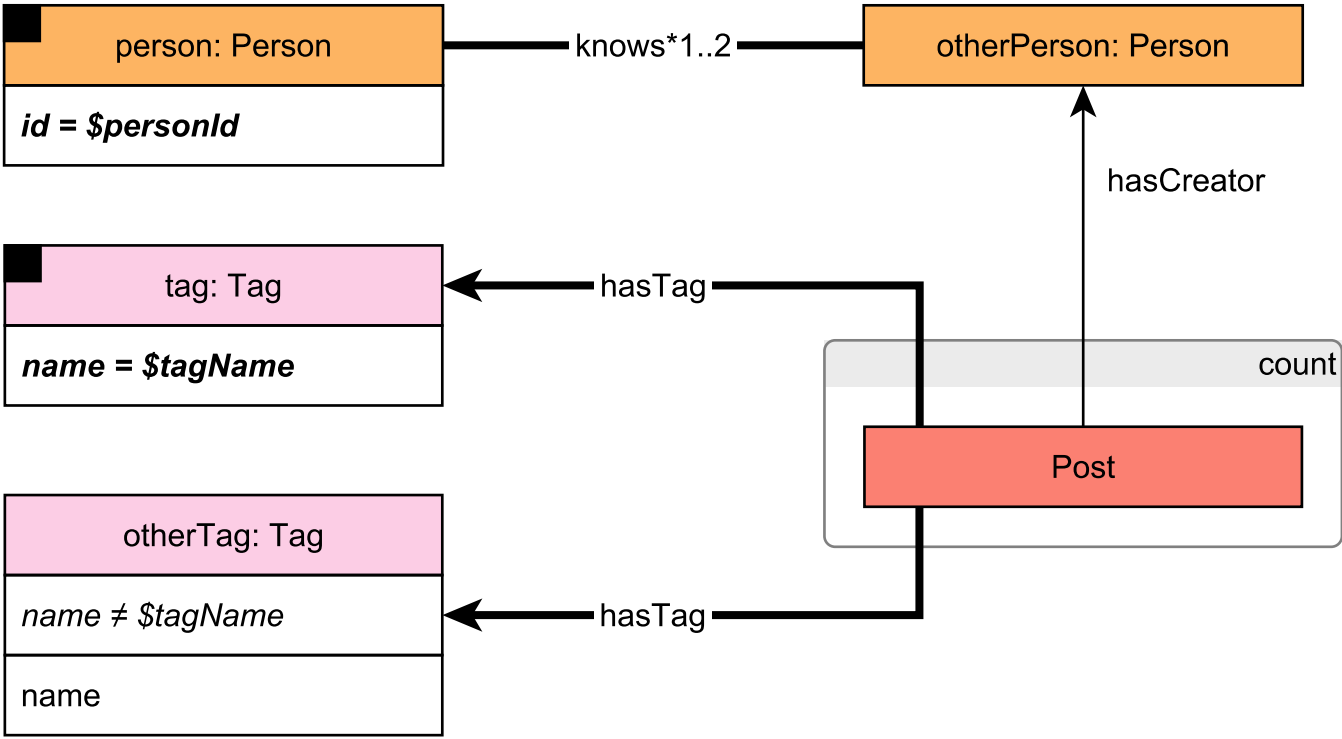 person: Person
knows*1..2
otherPerson: Person
id = $personId
hasCreator
tag: Tag
hasTag
name = $tagName
count
Post
otherTag: Tag
name ≠ $tagName
hasTag
name